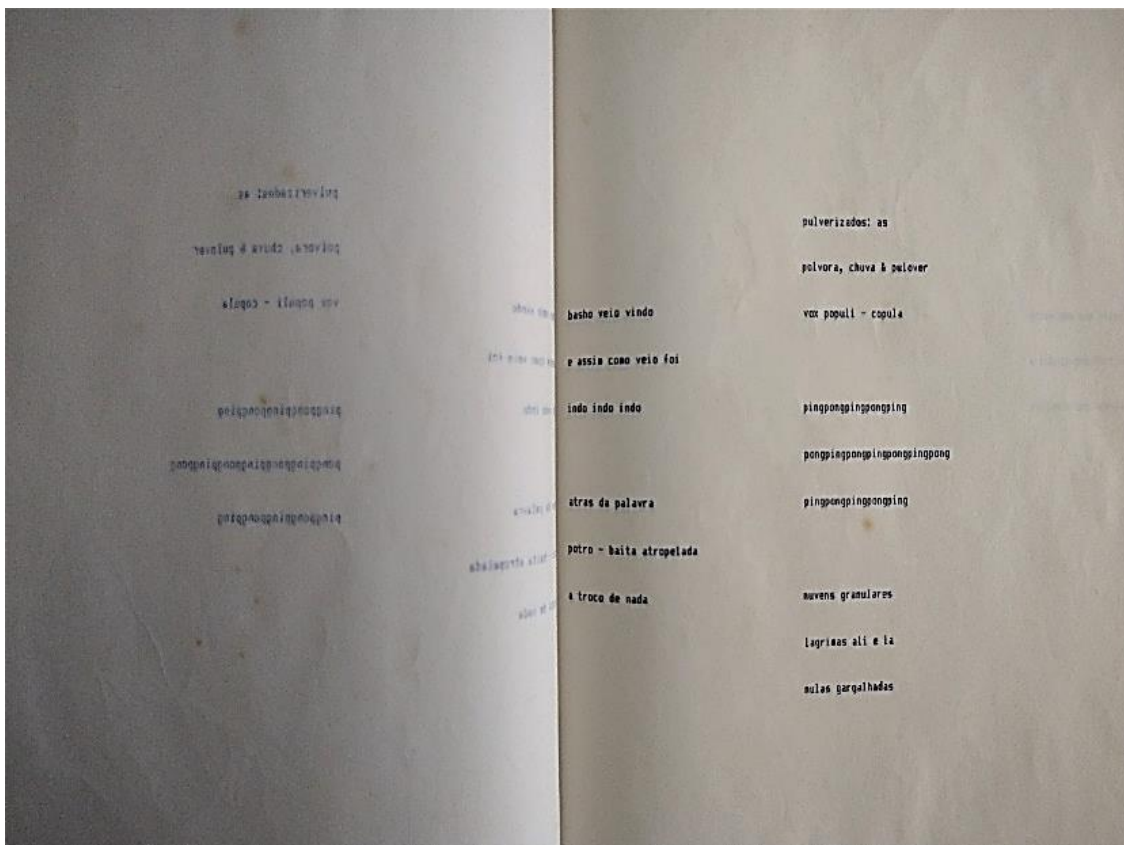 basho veio vindo
e assim como veio foi
indo indo indo
atras da palavra
potro - baita atropelada
a troco de nada
pulverizados: as
polvora, chuva & pulover
vox populi - copula
pingpongpingpongping
pongpingpongpingpongpingpong
pingpongpingpongping
nuvens granulares
lagrimas ali e la
mulas gargalhadas